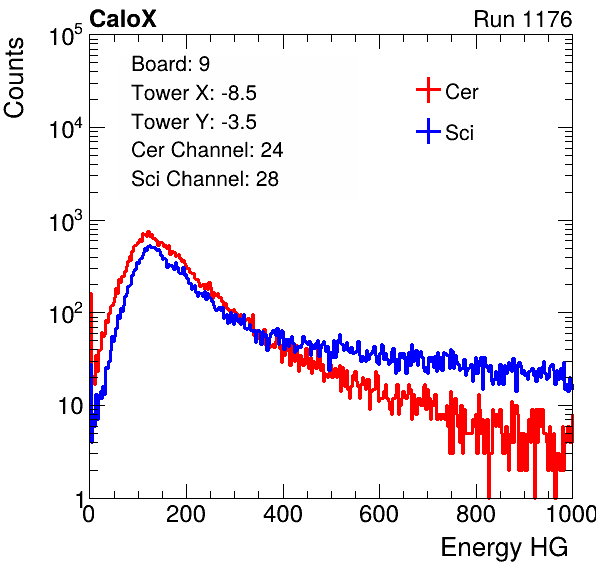 CaloX Run 1176
Counts
10^5
10^4
10^3
10^2
10
1
Board: 9
Tower X: -8.5
Tower Y: -3.5
Cer Channel: 24
Sci Channel: 28
Cer
Sci
0 200 400 600 800 1000
Energy HG